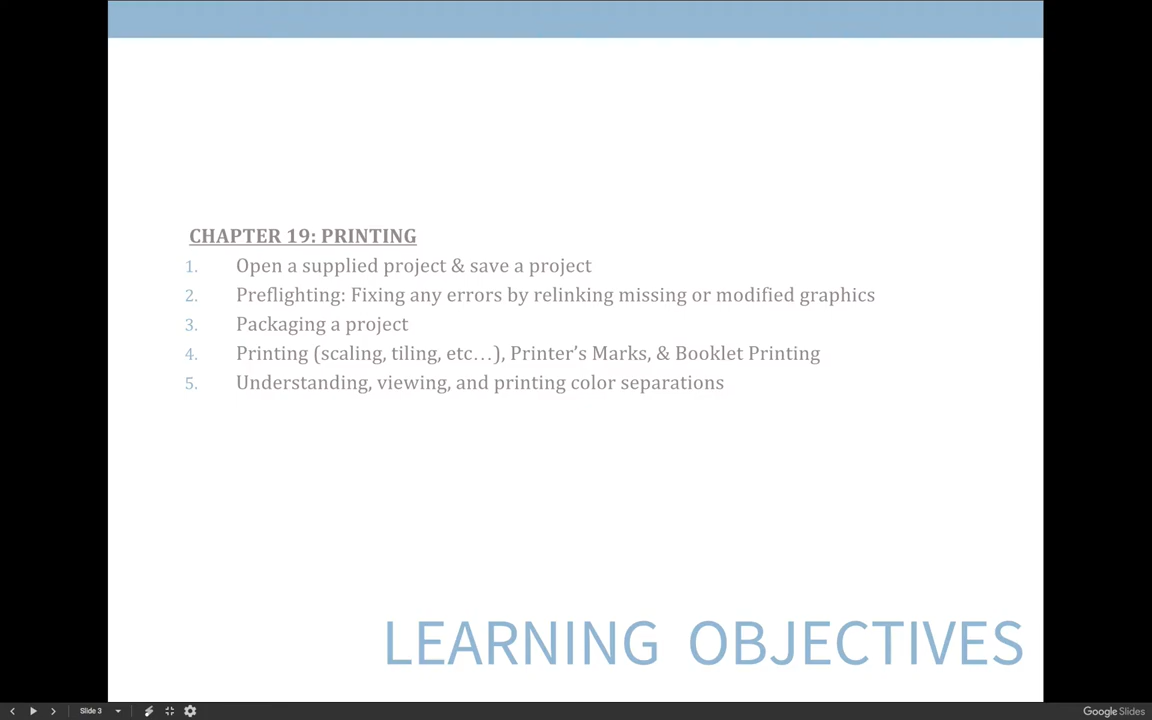 CHAPTER 19: PRINTING
1. Open a supplied project & save a project
2. Preflighting: Fixing any errors by relinking missing or modified graphics
3. Packaging a project
4. Printing (scaling, tiling, etc…), Printer’s Marks, & Booklet Printing
5. Understanding, viewing, and printing color separations
LEARNING OBJECTIVES
Slide 3
Google Slides